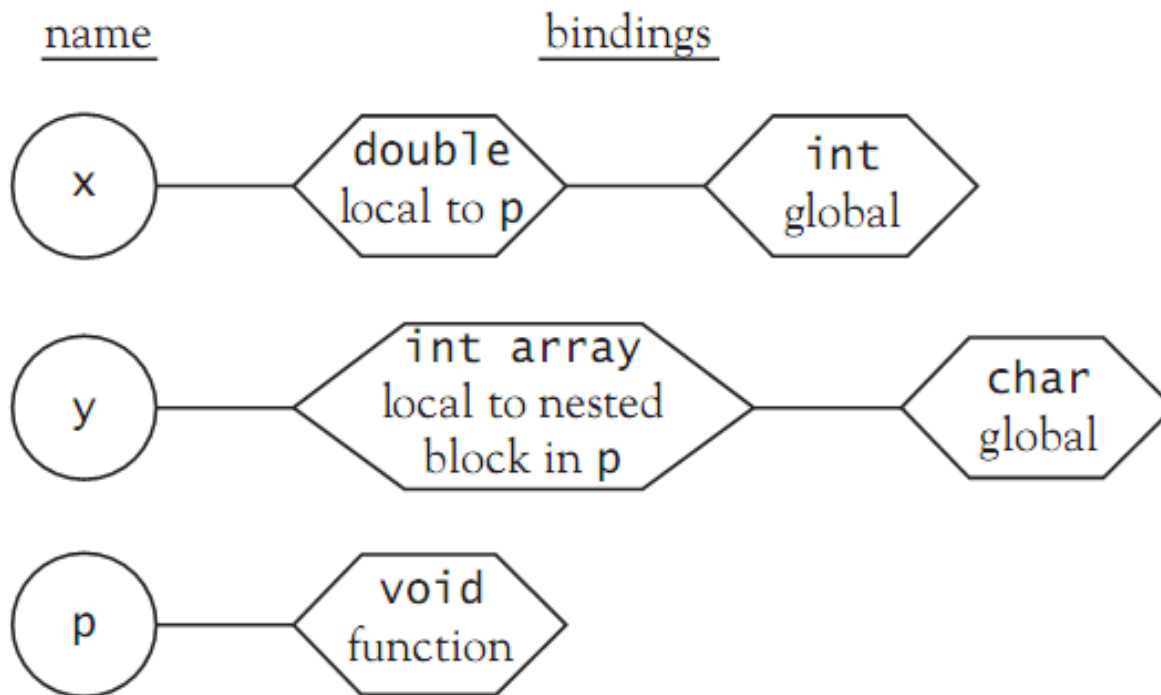 name bindings
x double int
local to p global
y int array char
local to nested global
block in p
p void
function